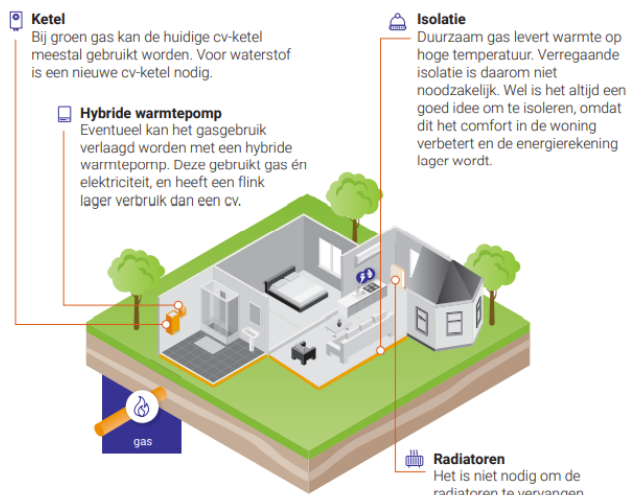 Ketel
Bij groen gas kan de huidige cv-ketel
meestal gebruikt worden. Voor waterstof
is een nieuwe cv-ketel nodig.
Hybride warmtepomp
Eventueel kan het gasgebruik
verlaagd worden met een hybride
warmtepomp. Deze gebruikt gas én
elektriciteit, en heeft een flink
lager verbruik dan een cv.
Isolatie
Duurzaam gas levert warmte op
hoge temperatuur. Verregaande
isolatie is daarom niet
noodzakelijk. Wel is het altijd een
goed idee om te isoleren, omdat
dit het comfort in de woning
verbetert en de energierekening
lager wordt.
gas
Radiatoren
Het is niet nodig om de
radiatoren te vervangen